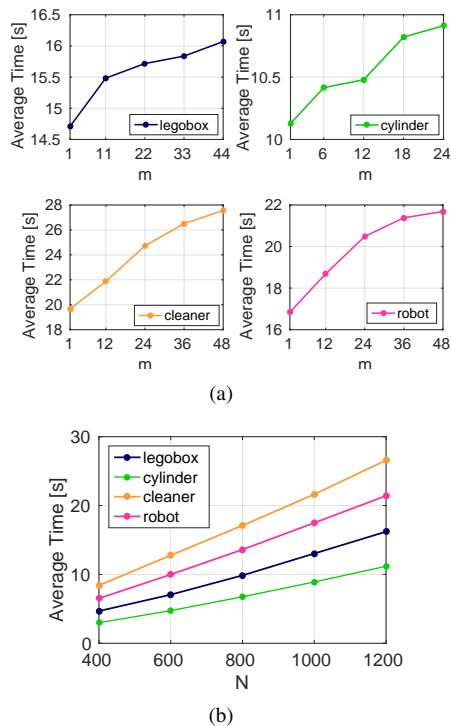 16.5
16
15.5
15
14.5
Average Time [s]
legobox
1 11 22 33 44
m
11
10.5
10
Average Time [s]
cylinder
1 6 12 18 24
m
28
26
24
22
20
18
Average Time [s]
cleaner
1 12 24 36 48
m
22
20
18
16
Average Time [s]
robot
1 12 24 36 48
m
(a)
30
20
10
0
Average Time [s]
legobox
cylinder
cleaner
robot
400 600 800 1000 1200
N
(b)